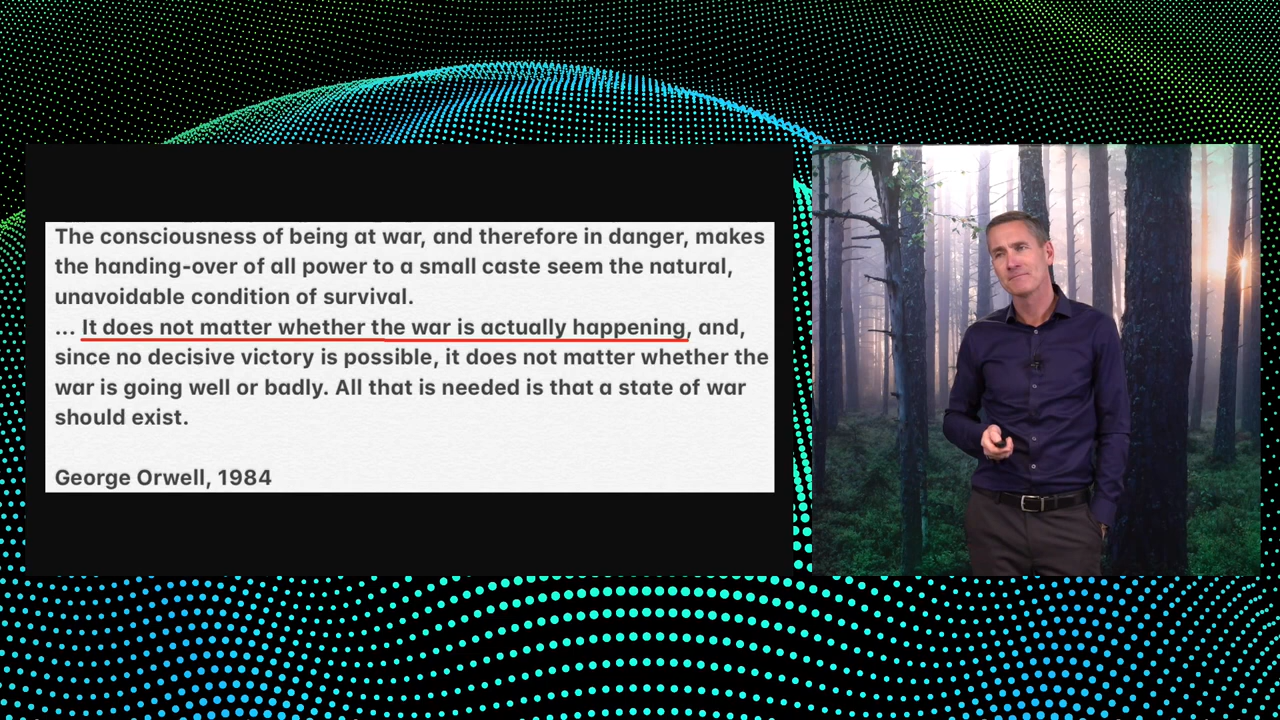 The consciousness of being at war, and therefore in danger, makes
the handing-over of all power to a small caste seem the natural,
unavoidable condition of survival.
... It does not matter whether the war is actually happening, and,
since no decisive victory is possible, it does not matter whether the
war is going well or badly. All that is needed is that a state of war
should exist.
George Orwell, 1984